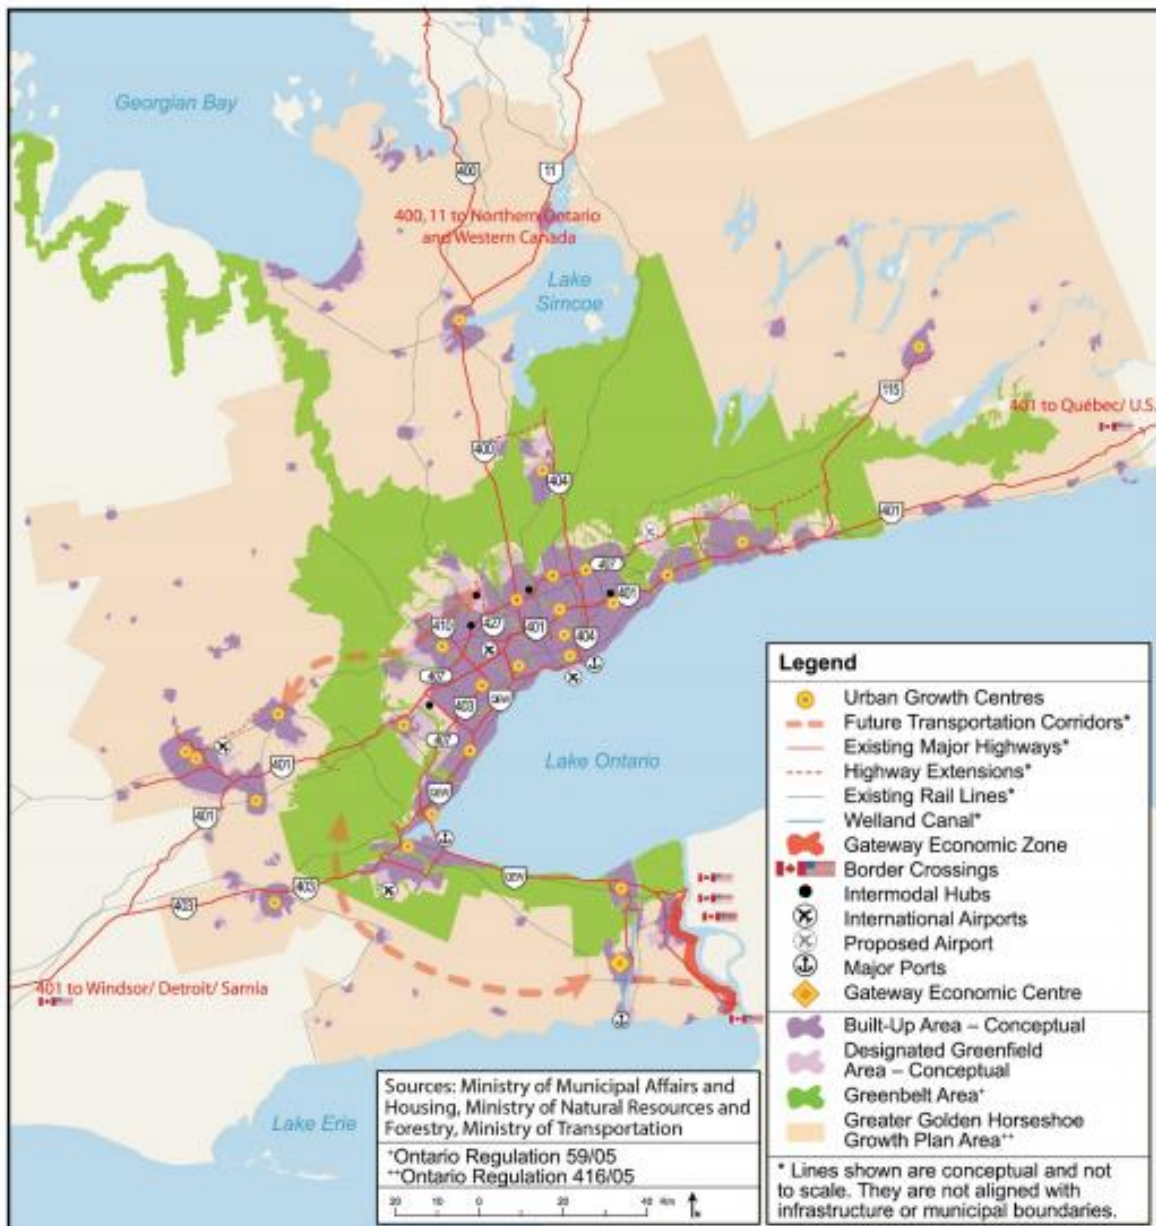 Georgian Bay
400
11
400, 11 to Northern Ontario
and Western Canada
Lake
Simcoe
115
401 to Québec/ U.S.
400
404
401
407
401
410
427
401
404
407
403
QEW
407
Lake Ontario
401
QEW
401
403
QEW
403
401 to Windsor/ Detroit/ Sarnia
Lake Erie
Legend
Urban Growth Centres
Future Transportation Corridors*
Existing Major Highways*
Highway Extensions*
Existing Rail Lines*
Welland Canal*
Gateway Economic Zone
Border Crossings
Intermodal Hubs
International Airports
Proposed Airport
Major Ports
Gateway Economic Centre
Built-Up Area – Conceptual
Designated Greenfield
Area – Conceptual
Greenbelt Area⁺
Greater Golden Horseshoe
Growth Plan Area⁺⁺
* Lines shown are conceptual and not
to scale. They are not aligned with
infrastructure or municipal boundaries.
Sources: Ministry of Municipal Affairs and
Housing, Ministry of Natural Resources and
Forestry, Ministry of Transportation
⁺Ontario Regulation 59/05
⁺⁺Ontario Regulation 416/05
20 10 0 20 40 Km
N